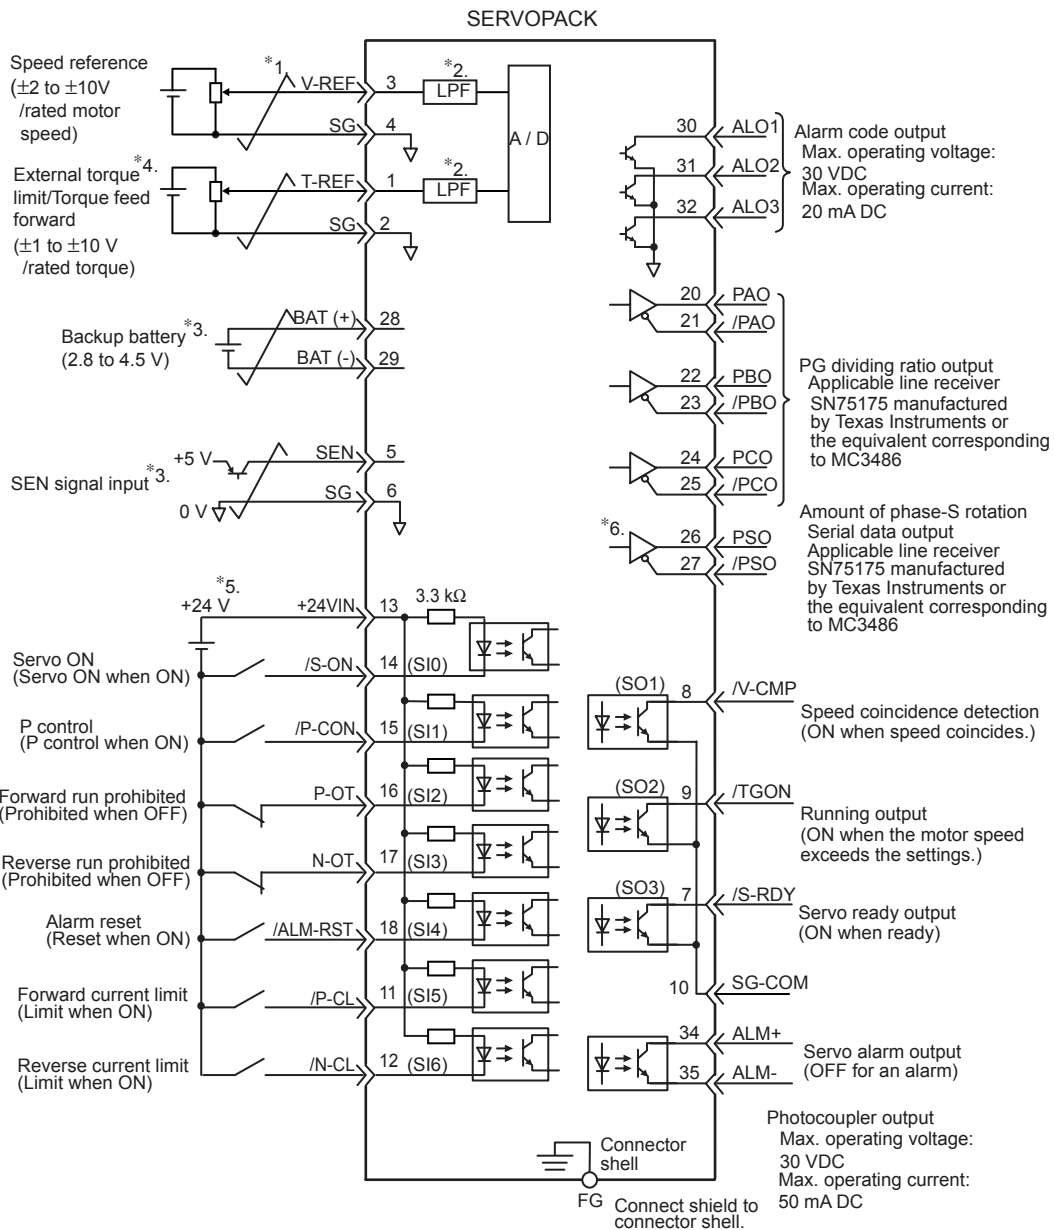 SERVOPACK
Speed reference
(±2 to ±10V
/rated motor
speed)
*1.
V-REF
3
*2.
LPF
SG
4
A / D
External torque *4.
limit/Torque feed
forward
(±1 to ±10 V
/rated torque)
T-REF
1
*2.
LPF
SG
2
Backup battery *3.
(2.8 to 4.5 V)
BAT (+)
28
BAT (-)
29
SEN signal input *3.
+5 V
SEN
5
0 V
SG
6
*5.
+24 V
+24VIN
13
3.3 kΩ
Servo ON
(Servo ON when ON)
/S-ON
14
(SI0)
P control
(P control when ON)
/P-CON
15
(SI1)
Forward run prohibited
(Prohibited when OFF)
P-OT
16
(SI2)
Reverse run prohibited
(Prohibited when OFF)
N-OT
17
(SI3)
Alarm reset
(Reset when ON)
/ALM-RST
18
(SI4)
Forward current limit
(Limit when ON)
/P-CL
11
(SI5)
Reverse current limit
(Limit when ON)
/N-CL
12
(SI6)
30
ALO1
31
ALO2
32
ALO3
Alarm code output
Max. operating voltage:
30 VDC
Max. operating current:
20 mA DC
20
PAO
21
/PAO
22
PBO
23
/PBO
24
PCO
25
/PCO
PG dividing ratio output
Applicable line receiver
SN75175 manufactured
by Texas Instruments or
the equivalent corresponding
to MC3486
*6.
26
PSO
27
/PSO
Amount of phase-S rotation
Serial data output
Applicable line receiver
SN75175 manufactured
by Texas Instruments or
the equivalent corresponding
to MC3486
(SO1)
8
/V-CMP
Speed coincidence detection
(ON when speed coincides.)
(SO2)
9
/TGON
Running output
(ON when the motor speed
exceeds the settings.)
(SO3)
7
/S-RDY
Servo ready output
(ON when ready)
10
SG-COM
34
ALM+
35
ALM-
Servo alarm output
(OFF for an alarm)
Photocoupler output
Max. operating voltage:
30 VDC
Max. operating current:
50 mA DC
Connector
shell
FG
Connect shield to
connector shell.